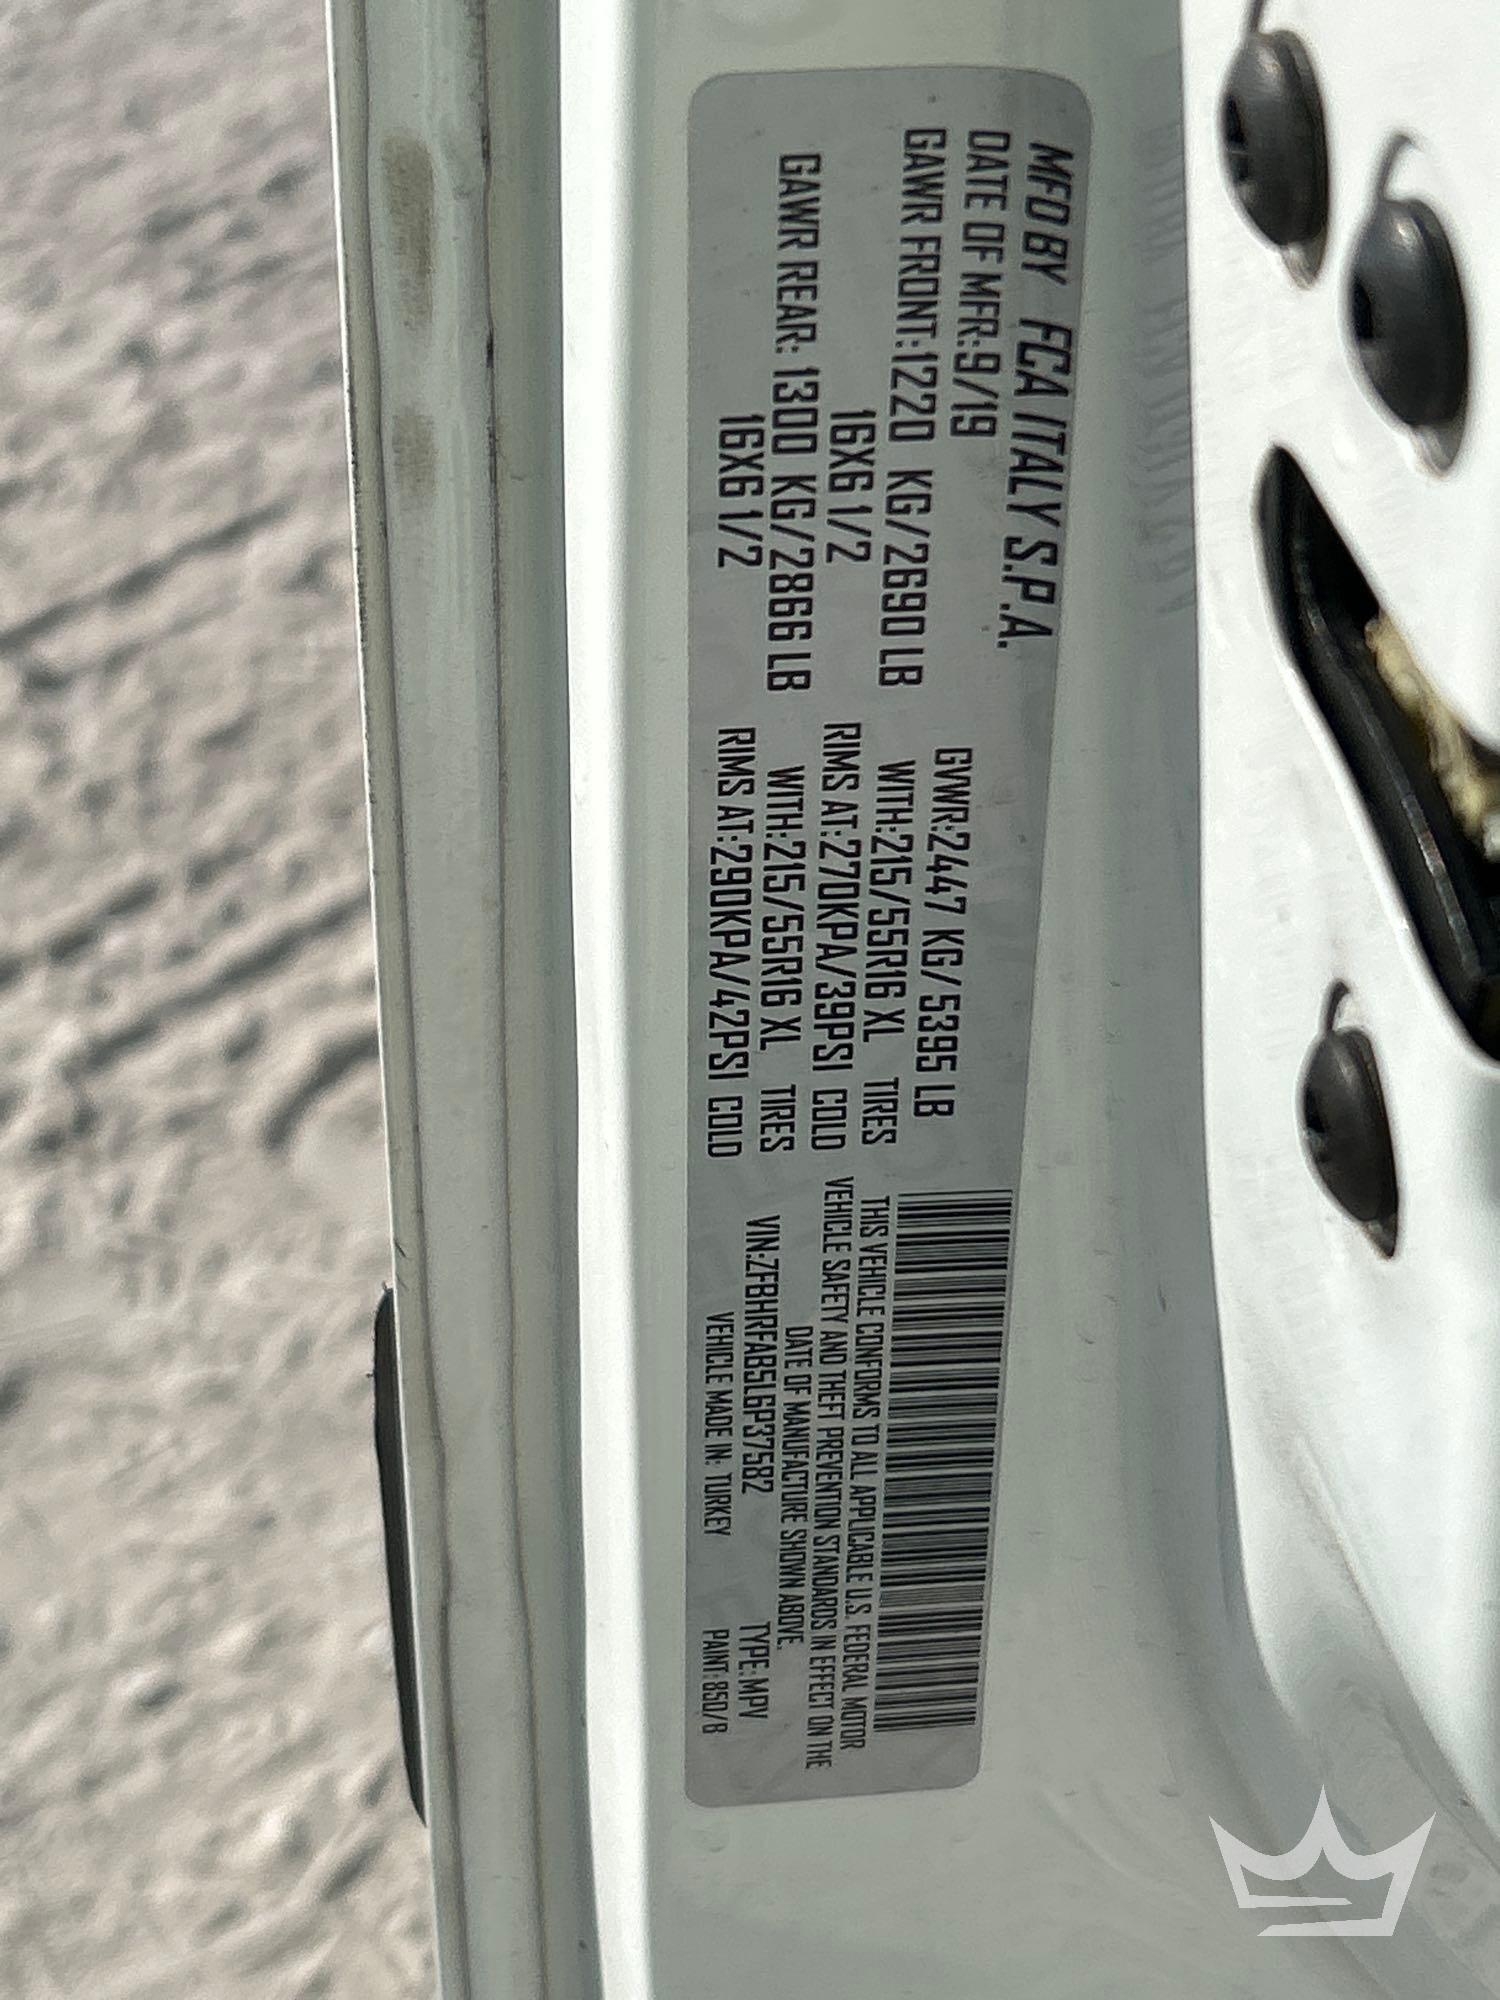 MFD BY FCA ITALY S.P.A.
DATE OF MFR:9/19 GVWR:2447 KG/5395 LB
GAWR FRONT:1220 KG/2690 LB WITH:215/55R16 XL TIRES
16X6 1/2 RIMS AT:270KPA/39PSI COLD
GAWR REAR: 1300 KG/2866 LB WITH:215/55R16 XL TIRES
16X6 1/2 RIMS AT:290KPA/42PSI COLD
THIS VEHICLE CONFORMS TO ALL APPLICABLE U.S. FEDERAL MOTOR
VEHICLE SAFETY AND THEFT PREVENTION STANDARDS IN EFFECT ON THE
DATE OF MANUFACTURE SHOWN ABOVE.
VIN:ZFBHRFAB5L6P37582 TYPE:MPV
VEHICLE MADE IN: TURKEY PAINT:850/8